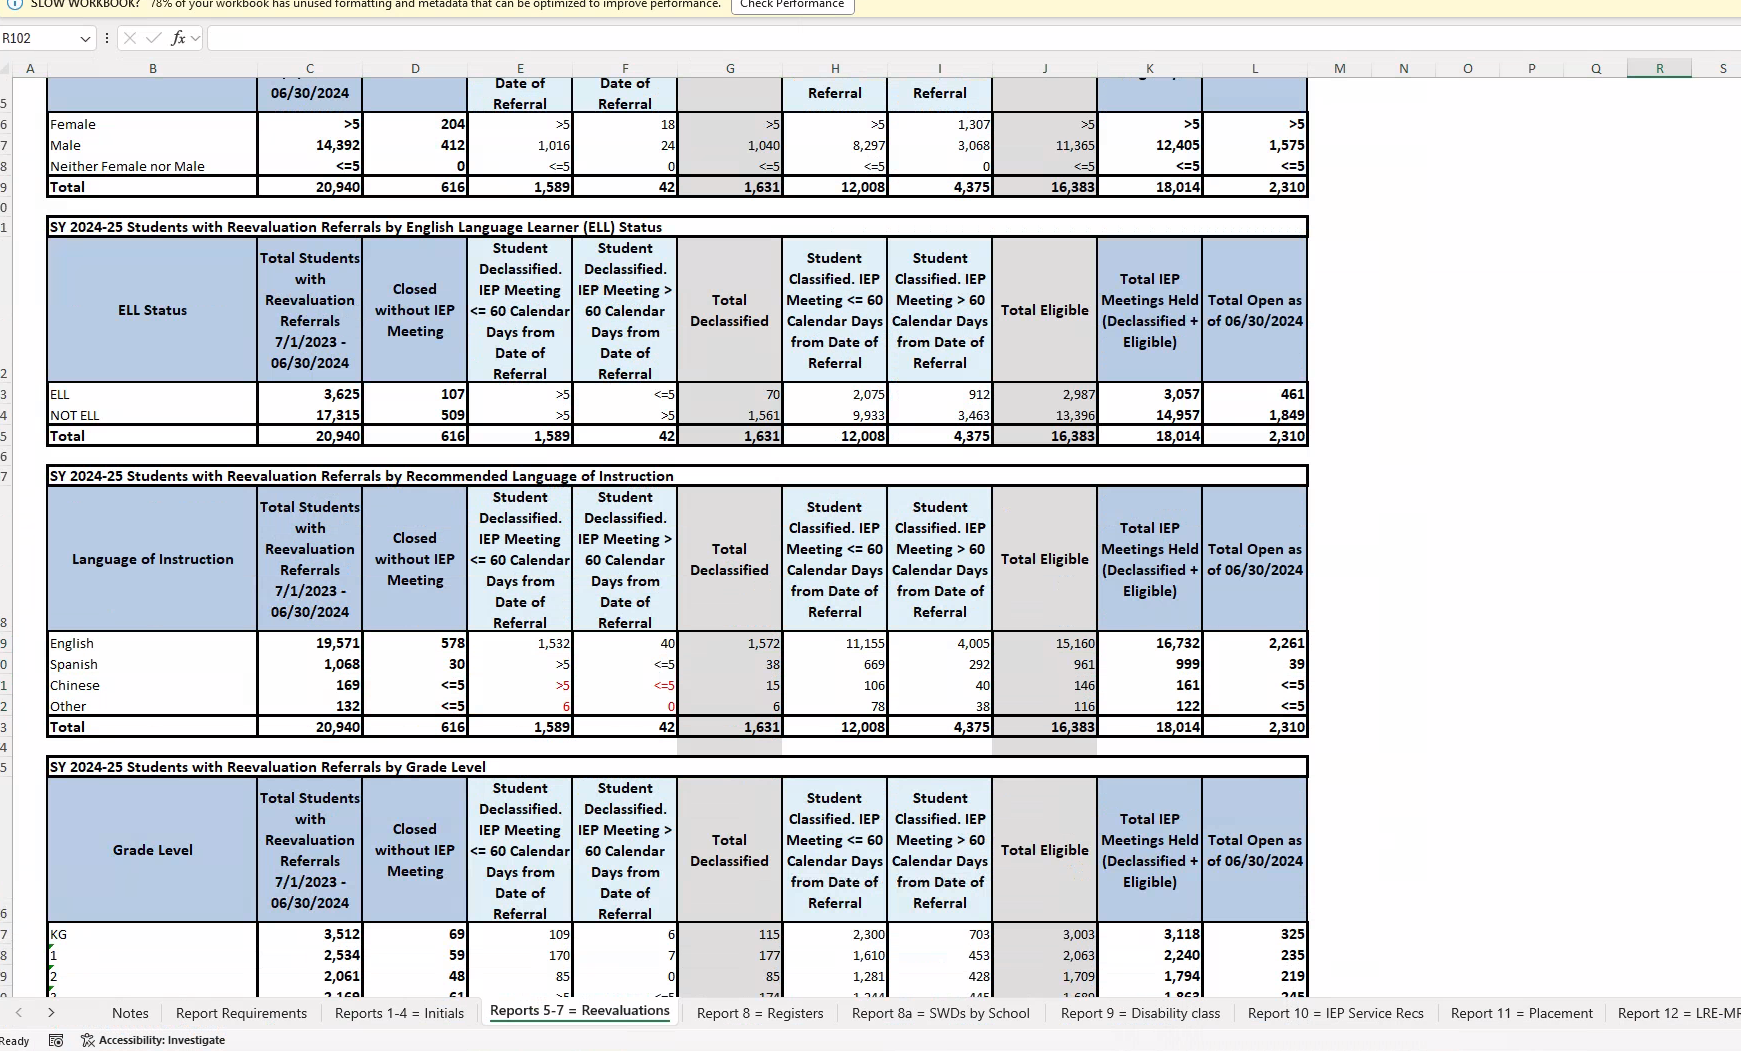 SLOW WORKBOOK? 78% of your workbook has unused formatting and metadata that can be optimized to improve performance. Check Performance
R102 fx
A B C D E F G H I J K L M N O P Q R S
06/30/2024 Date of Referral Date of Referral Referral Referral
Female >5 204 >5 18 >5 >5 1,307 >5 >5 >5
Male 14,392 412 1,016 24 1,040 8,297 3,068 11,365 12,405 1,575
Neither Female nor Male <=5 0 <=5 0 <=5 <=5 0 <=5 <=5 <=5
Total 20,940 616 1,589 42 1,631 12,008 4,375 16,383 18,014 2,310
SY 2024-25 Students with Reevaluation Referrals by English Language Learner (ELL) Status
ELL Status Total Students with Reevaluation Referrals 7/1/2023 - 06/30/2024 Closed without IEP Meeting Student Declassified. IEP Meeting <= 60 Calendar Days from Date of Referral Student Declassified. IEP Meeting > 60 Calendar Days from Date of Referral Total Declassified Student Classified. IEP Meeting <= 60 Calendar Days from Date of Referral Student Classified. IEP Meeting > 60 Calendar Days from Date of Referral Total Eligible Total IEP Meetings Held (Declassified + Eligible) Total Open as of 06/30/2024
ELL 3,625 107 >5 <=5 70 2,075 912 2,987 3,057 461
NOT ELL 17,315 509 >5 >5 1,561 9,933 3,463 13,396 14,957 1,849
Total 20,940 616 1,589 42 1,631 12,008 4,375 16,383 18,014 2,310
SY 2024-25 Students with Reevaluation Referrals by Recommended Language of Instruction
Language of Instruction Total Students with Reevaluation Referrals 7/1/2023 - 06/30/2024 Closed without IEP Meeting Student Declassified. IEP Meeting <= 60 Calendar Days from Date of Referral Student Declassified. IEP Meeting > 60 Calendar Days from Date of Referral Total Declassified Student Classified. IEP Meeting <= 60 Calendar Days from Date of Referral Student Classified. IEP Meeting > 60 Calendar Days from Date of Referral Total Eligible Total IEP Meetings Held (Declassified + Eligible) Total Open as of 06/30/2024
English 19,571 578 1,532 40 1,572 11,155 4,005 15,160 16,732 2,261
Spanish 1,068 30 >5 <=5 38 669 292 961 999 39
Chinese 169 <=5 >5 <=5 15 106 40 146 161 <=5
Other 132 <=5 6 0 6 78 38 116 122 <=5
Total 20,940 616 1,589 42 1,631 12,008 4,375 16,383 18,014 2,310
SY 2024-25 Students with Reevaluation Referrals by Grade Level
Grade Level Total Students with Reevaluation Referrals 7/1/2023 - 06/30/2024 Closed without IEP Meeting Student Declassified. IEP Meeting <= 60 Calendar Days from Date of Referral Student Declassified. IEP Meeting > 60 Calendar Days from Date of Referral Total Declassified Student Classified. IEP Meeting <= 60 Calendar Days from Date of Referral Student Classified. IEP Meeting > 60 Calendar Days from Date of Referral Total Eligible Total IEP Meetings Held (Declassified + Eligible) Total Open as of 06/30/2024
KG 3,512 69 109 6 115 2,300 703 3,003 3,118 325
1 2,534 59 170 7 177 1,610 453 2,063 2,240 235
2 2,061 48 85 0 85 1,281 428 1,709 1,794 219
Notes Report Requirements Reports 1-4 = Initials Reports 5-7 = Reevaluations Report 8 = Registers Report 8a = SWDs by School Report 9 = Disability class Report 10 = IEP Service Recs Report 11 = Placement Report 12 = LRE-MR
Ready Accessibility: Investigate